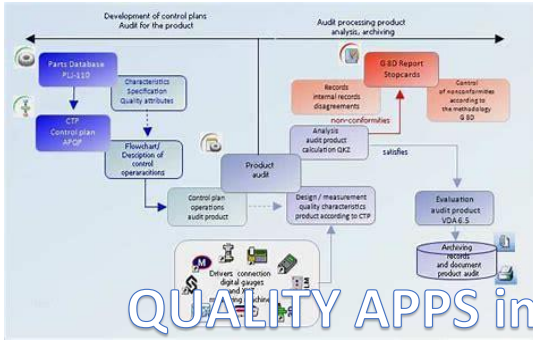 Development of control plans
Audit for the product
Audit processing product
analysis, archiving
Parts Database
PLJ-110
Characteristics
Specification
Quality attributes
CTP
Control plan
APQP
Flowchart/
Desciption of
control
operaracitions
Control plan
operations
audit product
Product
audit
G 8D Report
Stopcards
Records
internal records
disagreements
Control
of nonconformities
according to
the methodology
G 8D
non-conformities
Analysis
audit product
calculation QKZ
satisfies
Design / measurement
quality characteristics
product according to CTP
Evaluation
audit product
VDA 6.5
Archiving
records
and document
product audit
Drivers connection
digital gauges
and
QUALITY APPS in